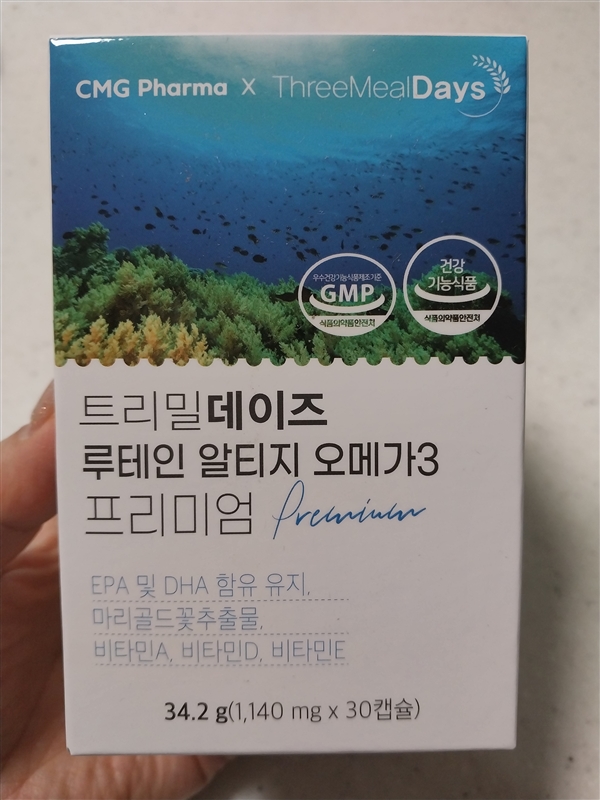 CMG Pharma X ThreeMealDays
우수건강기능식품제조기준
GMP
식품의약품안전처
건강
기능식품
식품의약품안전처
트리밀데이즈
루테인 알티지 오메가3
프리미엄 Premium
EPA 및 DHA 함유 유지,
마리골드꽃추출물,
비타민A, 비타민D, 비타민E
34.2 g(1,140 mg x 30캡슐)